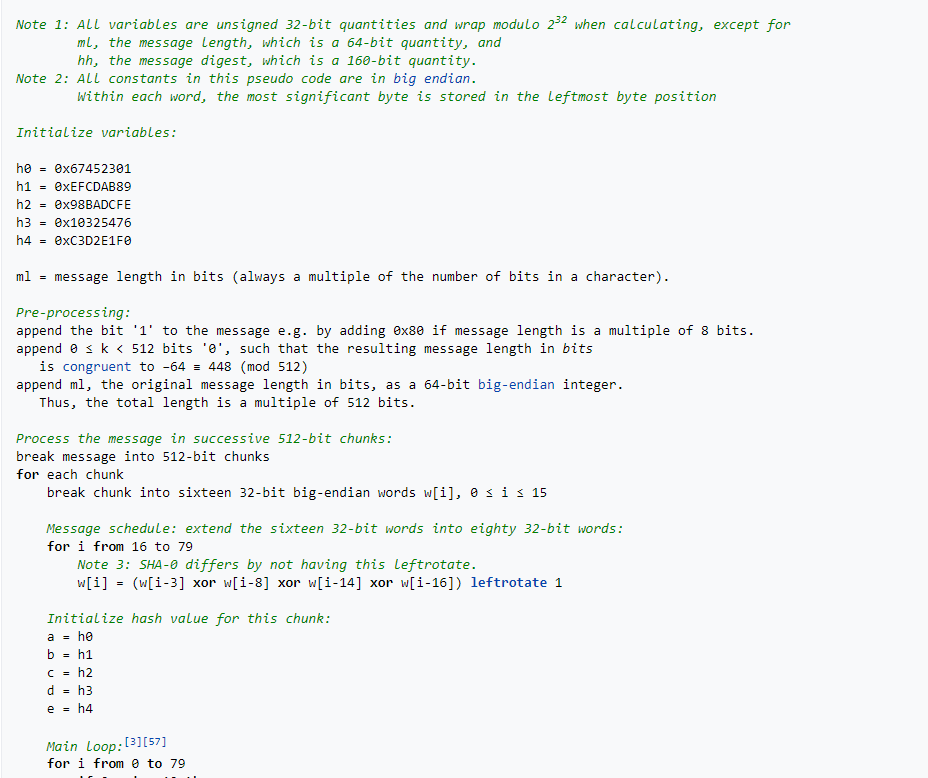 Note 1: All variables are unsigned 32-bit quantities and wrap modulo 2³² when calculating, except for
ml, the message length, which is a 64-bit quantity, and
hh, the message digest, which is a 160-bit quantity.
Note 2: All constants in this pseudo code are in big endian.
Within each word, the most significant byte is stored in the leftmost byte position
Initialize variables:
h0 = 0x67452301
h1 = 0xEFCDAB89
h2 = 0x98BADCFE
h3 = 0x10325476
h4 = 0xC3D2E1F0
ml = message length in bits (always a multiple of the number of bits in a character).
Pre-processing:
append the bit '1' to the message e.g. by adding 0x80 if message length is a multiple of 8 bits.
append 0 ≤ k < 512 bits '0', such that the resulting message length in bits
is congruent to −64 ≡ 448 (mod 512)
append ml, the original message length in bits, as a 64-bit big-endian integer.
Thus, the total length is a multiple of 512 bits.
Process the message in successive 512-bit chunks:
break message into 512-bit chunks
for each chunk
break chunk into sixteen 32-bit big-endian words w[i], 0 ≤ i ≤ 15
Message schedule: extend the sixteen 32-bit words into eighty 32-bit words:
for i from 16 to 79
Note 3: SHA-0 differs by not having this leftrotate.
w[i] = (w[i-3] xor w[i-8] xor w[i-14] xor w[i-16]) leftrotate 1
Initialize hash value for this chunk:
a = h0
b = h1
c = h2
d = h3
e = h4
Main loop:[3][57]
for i from 0 to 79